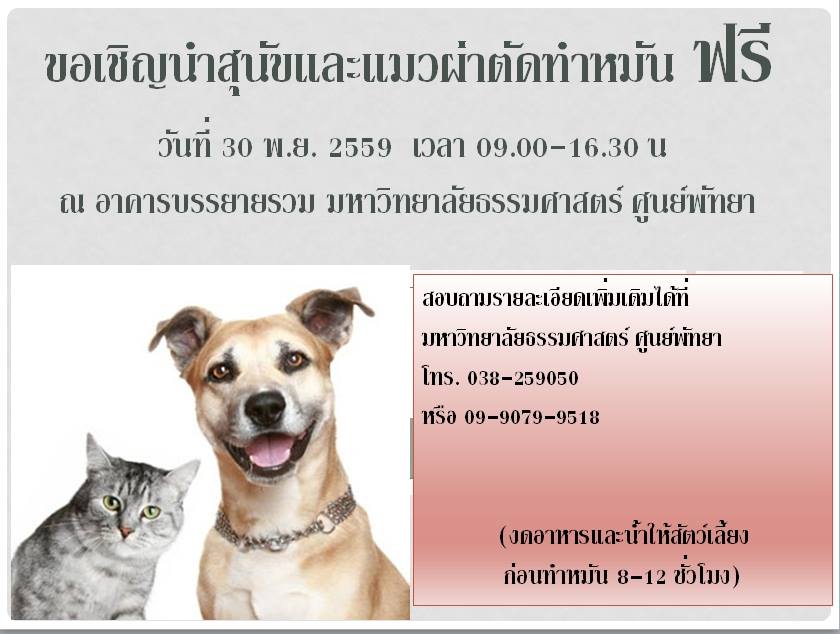 ขอเชิญนำสุนัขและแมวผ่าตัดทำหมัน ฟรี
วันที่ 30 พ.ย. 2559 เวลา 09.00-16.30 น
ณ อาคารบรรยายรวม มหาวิทยาลัยธรรมศาสตร์ ศูนย์พัทยา
สอบถามรายละเอียดเพิ่มเติมได้ที่
มหาวิทยาลัยธรรมศาสตร์ ศูนย์พัทยา
โทร. 038-259050
หรือ 09-9079-9518
(งดอาหารและน้ำให้สัตว์เลี้ยง
ก่อนทำหมัน 8-12 ชั่วโมง)